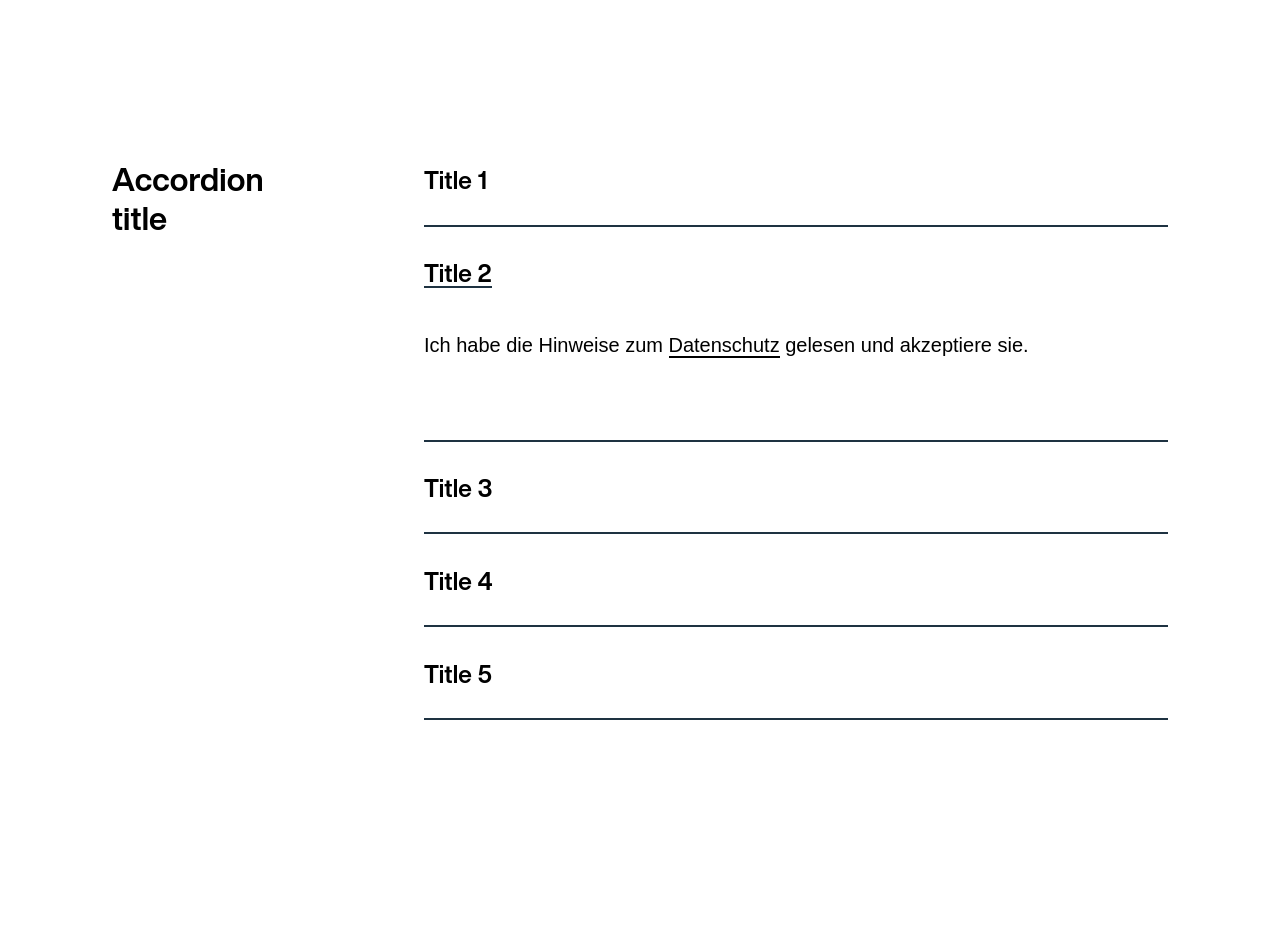 Accordion
title
Title 1
Title 2
Ich habe die Hinweise zum Datenschutz gelesen und akzeptiere sie.
Title 3
Title 4
Title 5